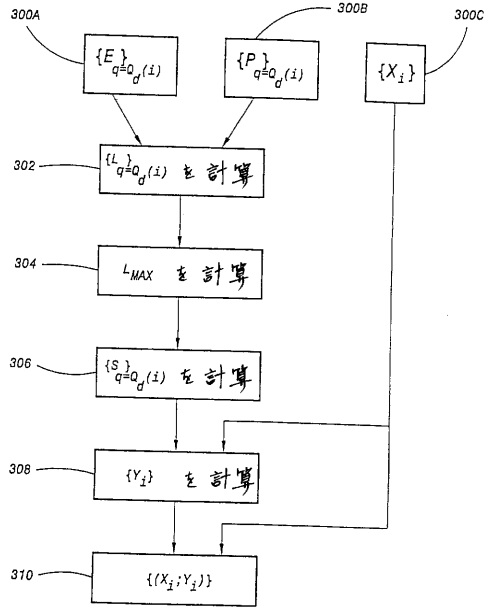 300A
300B
300C
{E}q=Qd(i)
{P}q=Qd(i)
{Xi}
302
{L}q=Qd(i) を計算
304
LMAX を計算
306
{S}q=Qd(i) を計算
308
{Yi} を計算
310
{(Xi;Yi)}